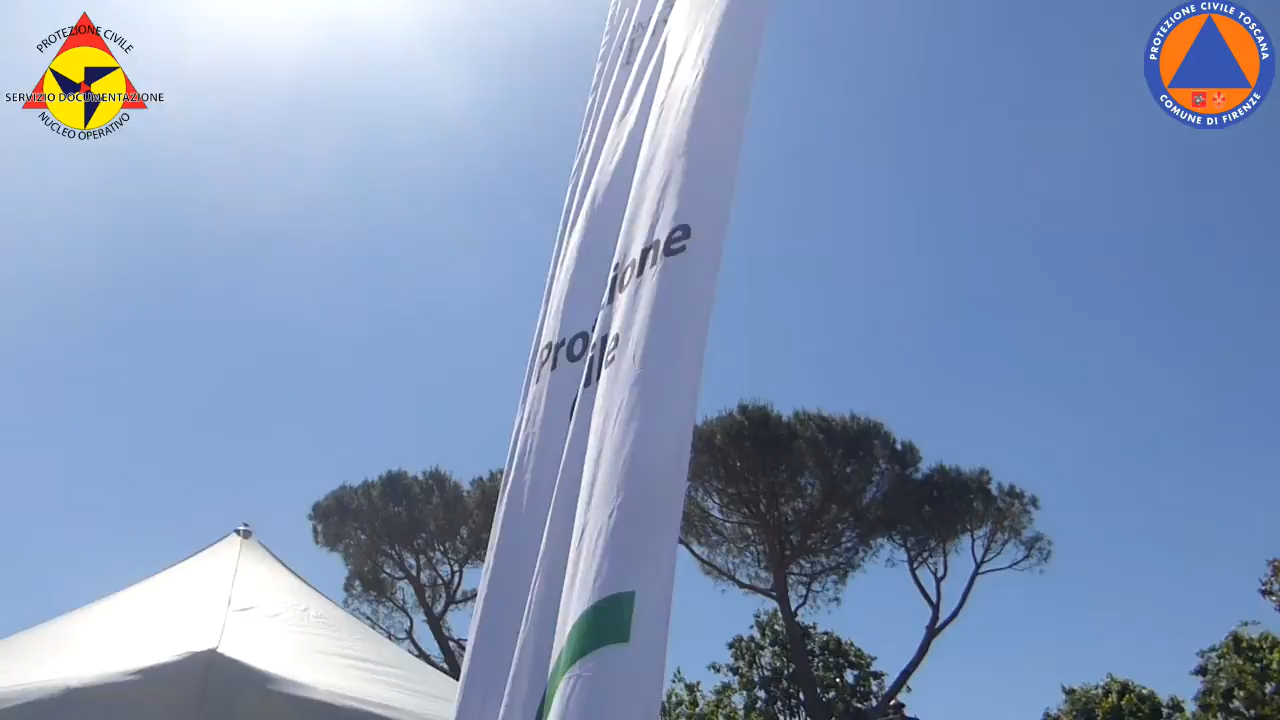 PROTEZIONE CIVILE
SERVIZIO DOCUMENTAZIONE
NUCLEO OPERATIVO
PROTEZIONE CIVILE TOSCANA
COMUNE DI FIRENZE